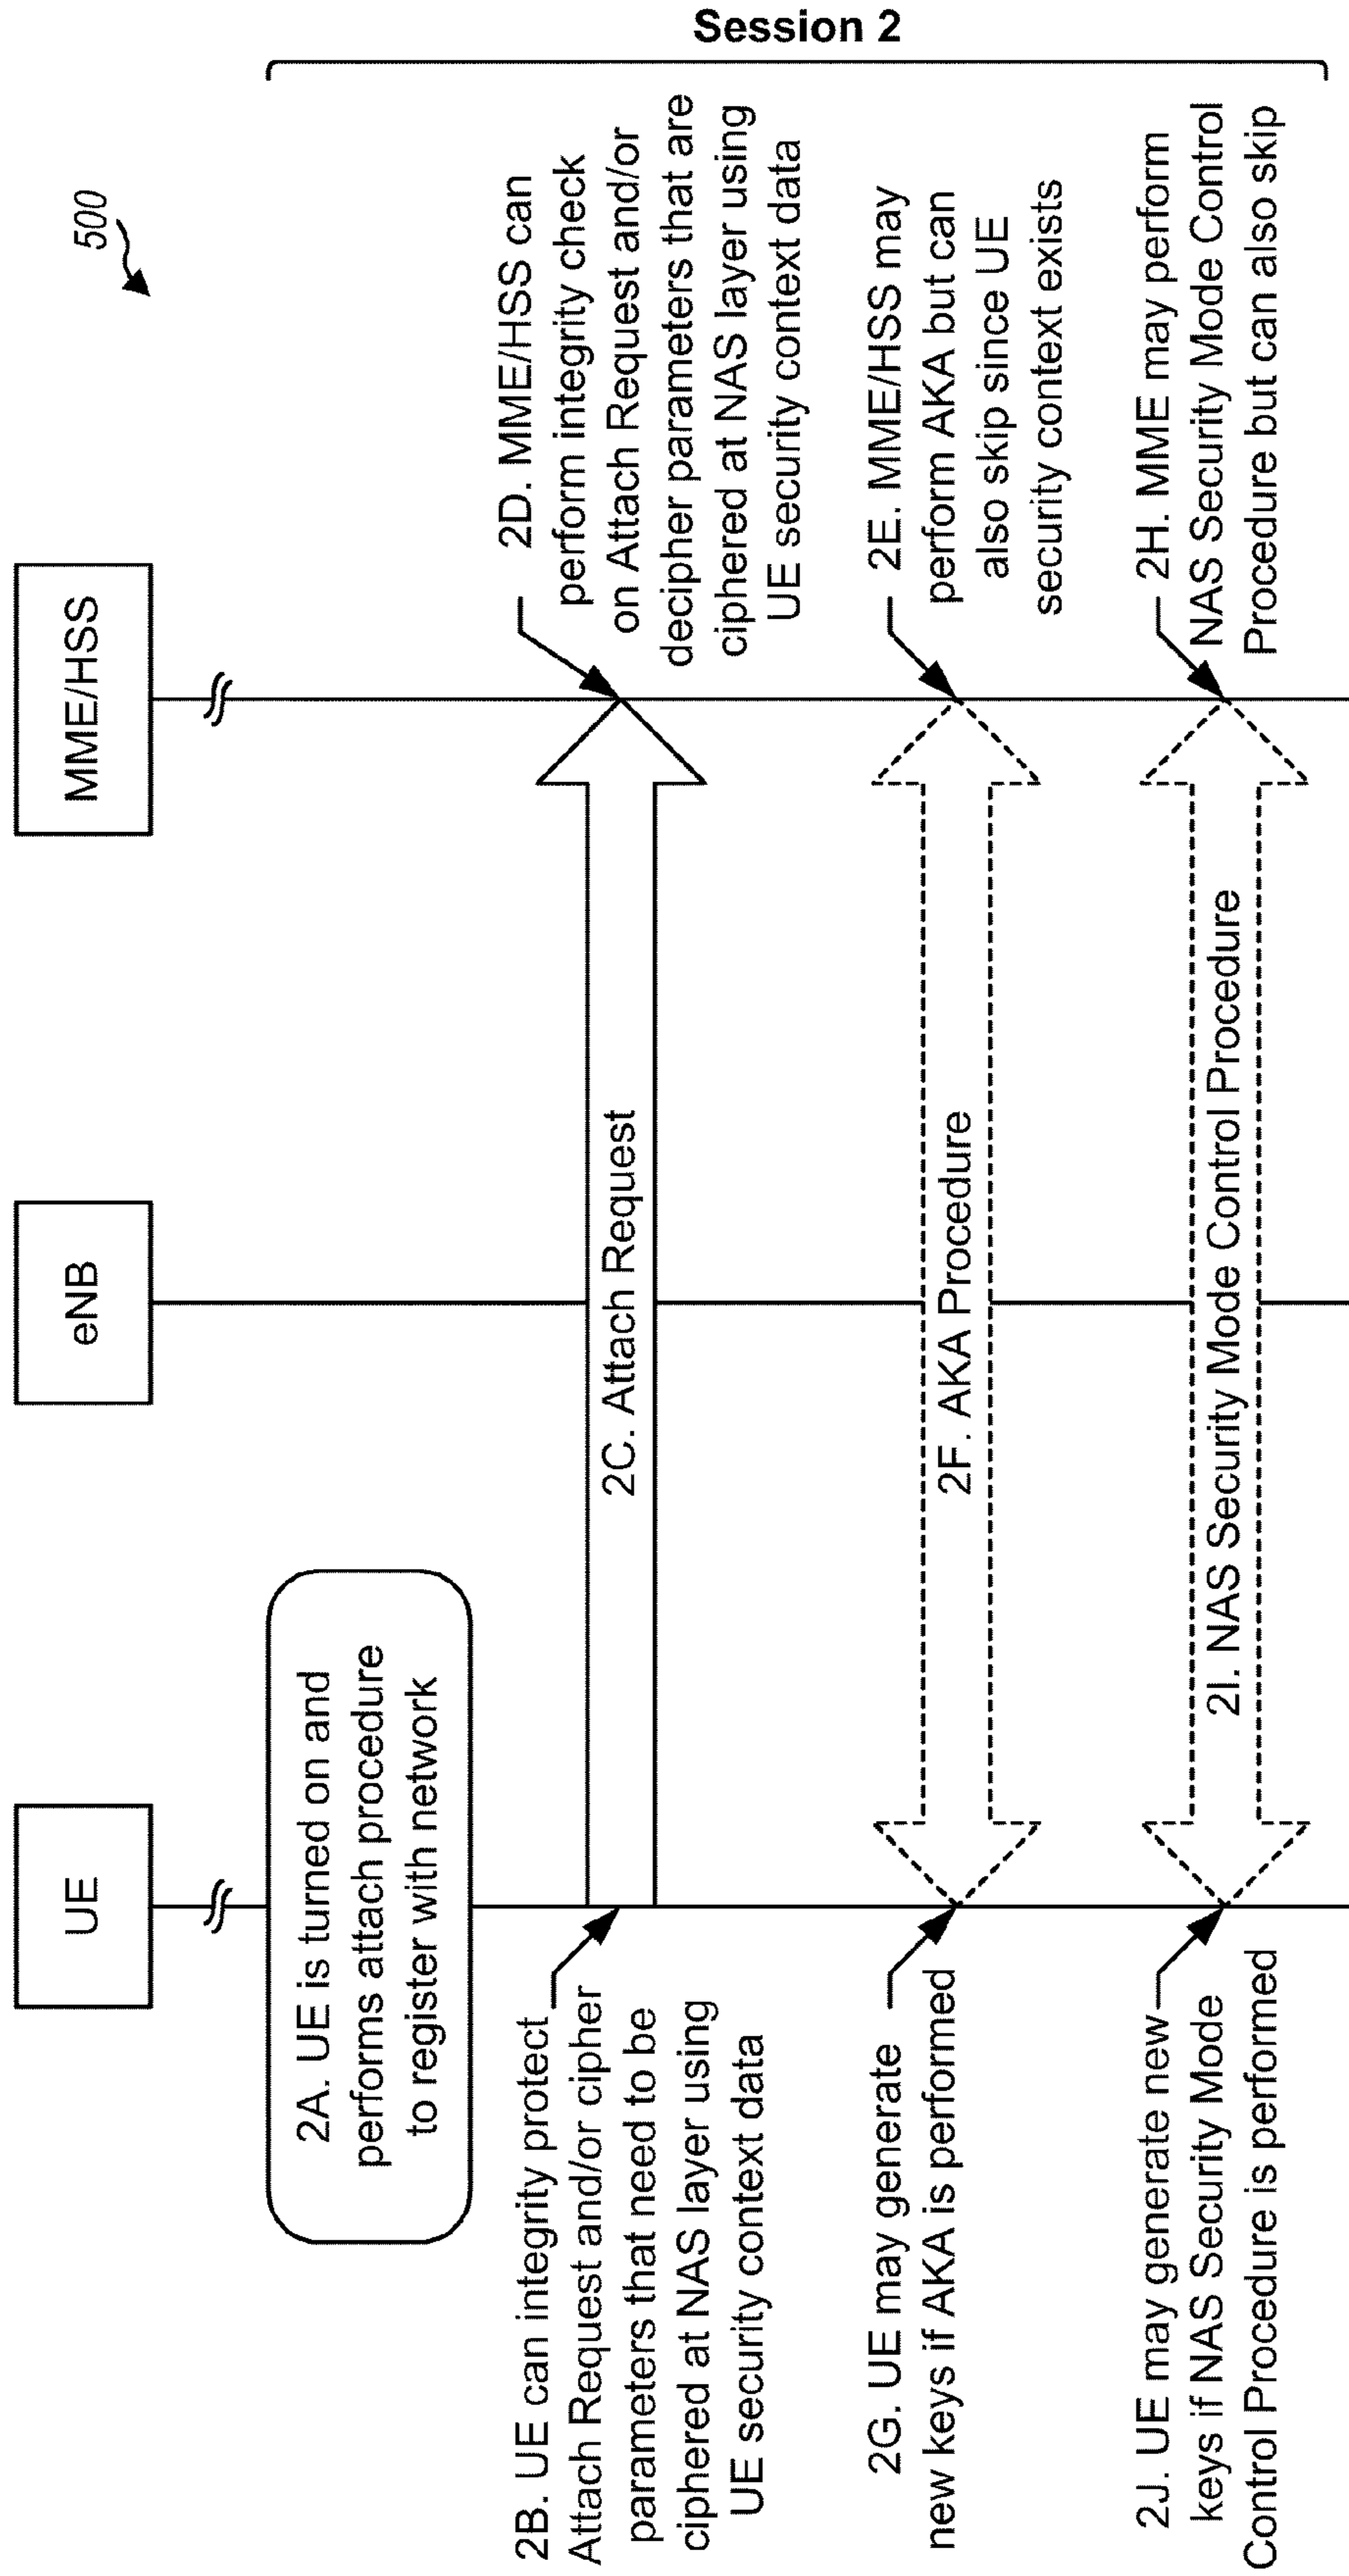 500
UE
eNB
MME/HSS
Session 2
2A. UE is turned on and
performs attach procedure
to register with network
2B. UE can integrity protect
Attach Request and/or cipher
parameters that need to be
ciphered at NAS layer using
UE security context data
2C. Attach Request
2D. MME/HSS can
perform integrity check
on Attach Request and/or
decipher parameters that are
ciphered at NAS layer using
UE security context data
2E. MME/HSS may
perform AKA but can
also skip since UE
security context exists
2F. AKA Procedure
2G. UE may generate
new keys if AKA is performed
2H. MME may perform
NAS Security Mode Control
Procedure but can also skip
2I. NAS Security Mode Control Procedure
2J. UE may generate new
keys if NAS Security Mode
Control Procedure is performed